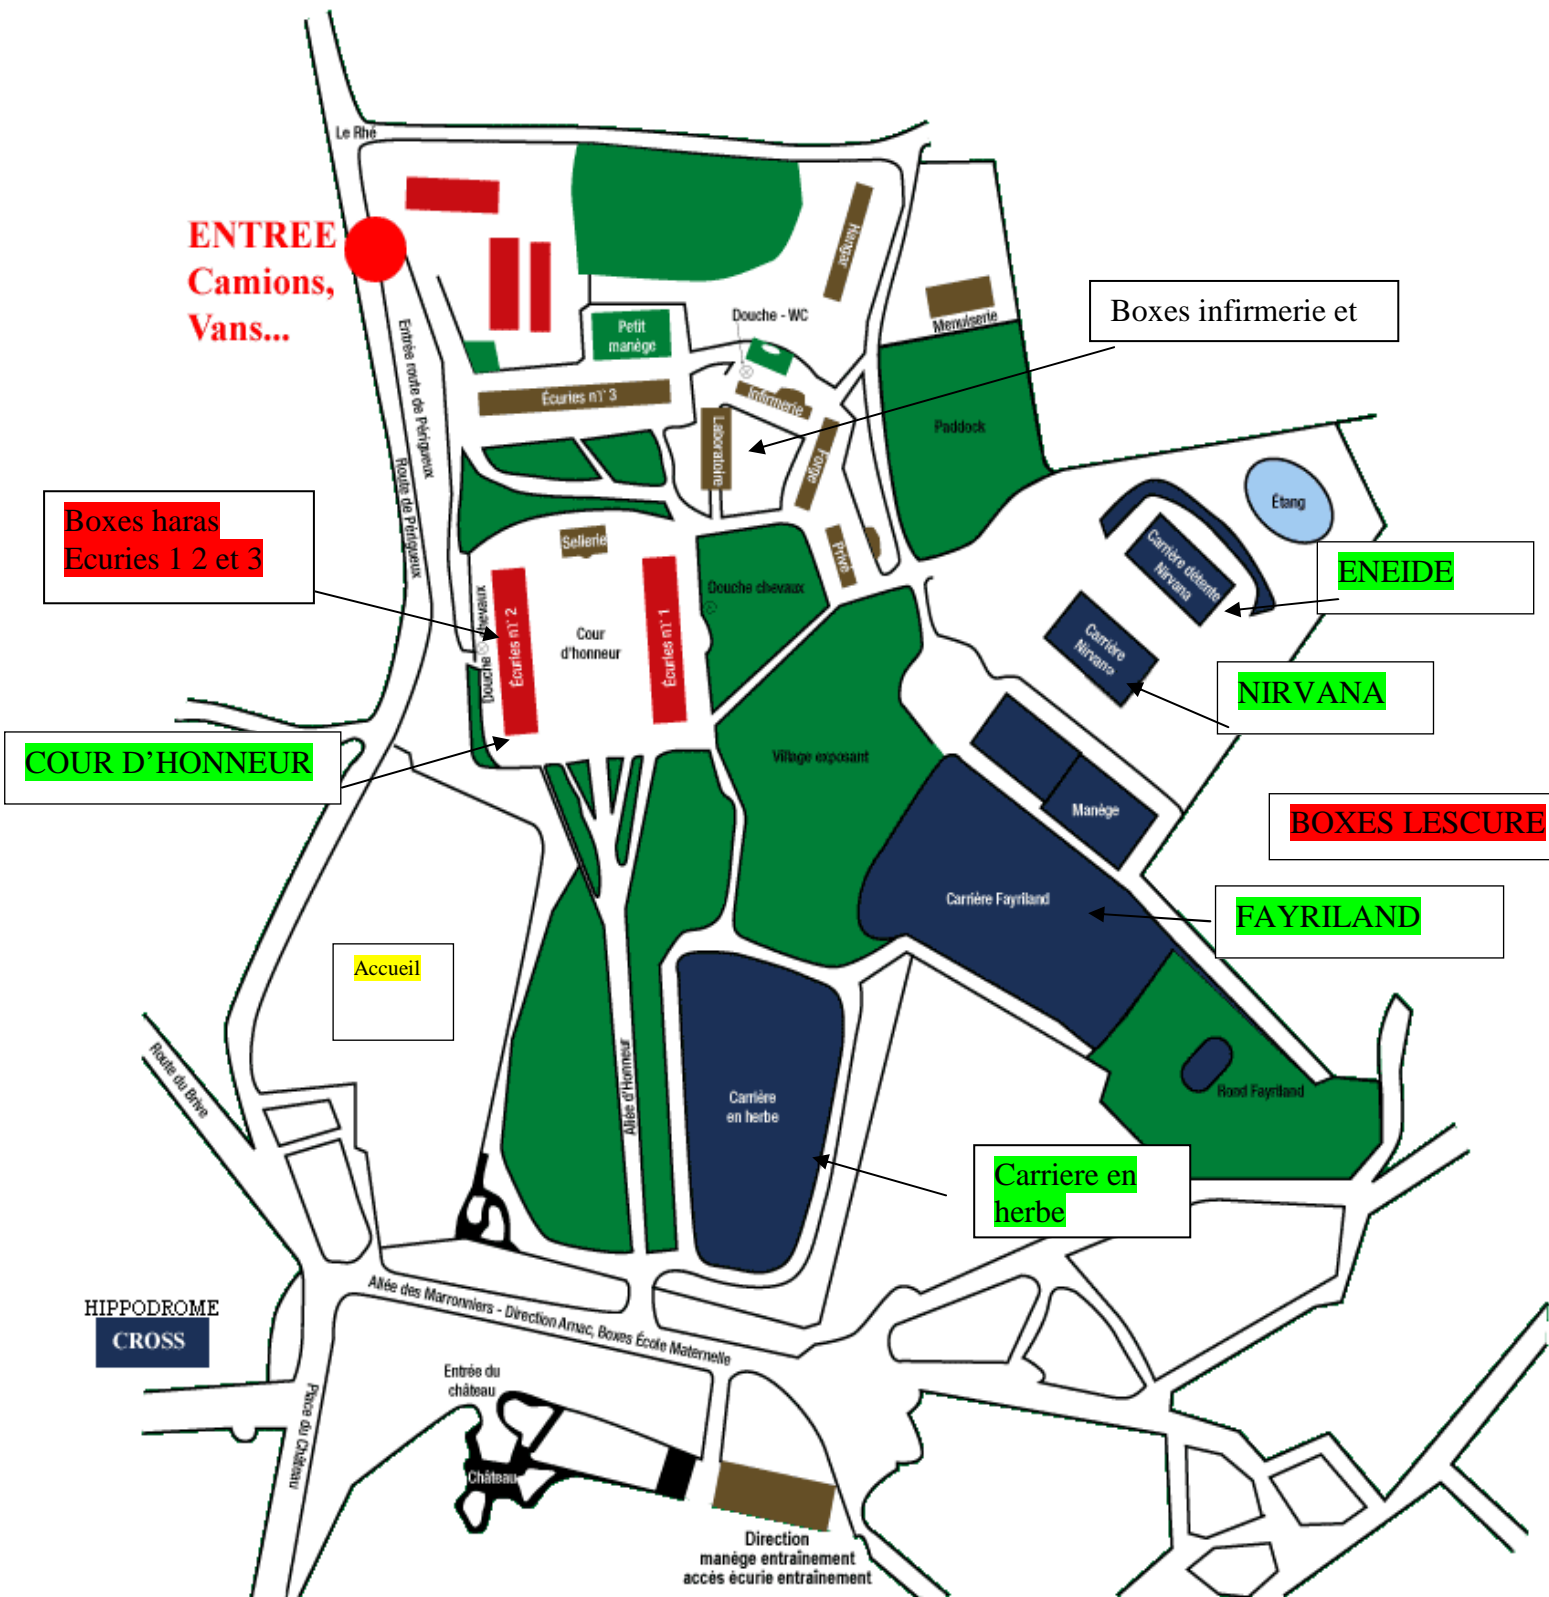 Le Rhé
ENTREE
Camions,
Vans...
Hangar
Douche - WC
Menuiserie
Boxes infirmerie et
Petit
manège
Entrée route de Périgueux
Route de Périgueux
Écuries n° 3
Infirmerie
Laboratoire
Forge
Paddock
Étang
Boxes haras
Ecuries 1 2 et 3
Sellerie
Privé
Carrière détente
Nirvana
ENEIDE
Douche chevaux
Douche chevaux
Écuries n° 2
Cour
d'honneur
Écuries n° 1
Carrière
Nirvana
NIRVANA
COUR D'HONNEUR
Village exposant
Manège
BOXES LESCURE
Carrière Fayriland
FAYRILAND
Accueil
Route du Brive
Allée d'Honneur
Carrière
en herbe
Rond Fayriland
Carriere en
herbe
HIPPODROME
CROSS
Allée des Marronniers - Direction Arnac, Boxes École Maternelle
Place du Château
Entrée du
château
Château
Direction
manège entraînement
accès écurie entraînement